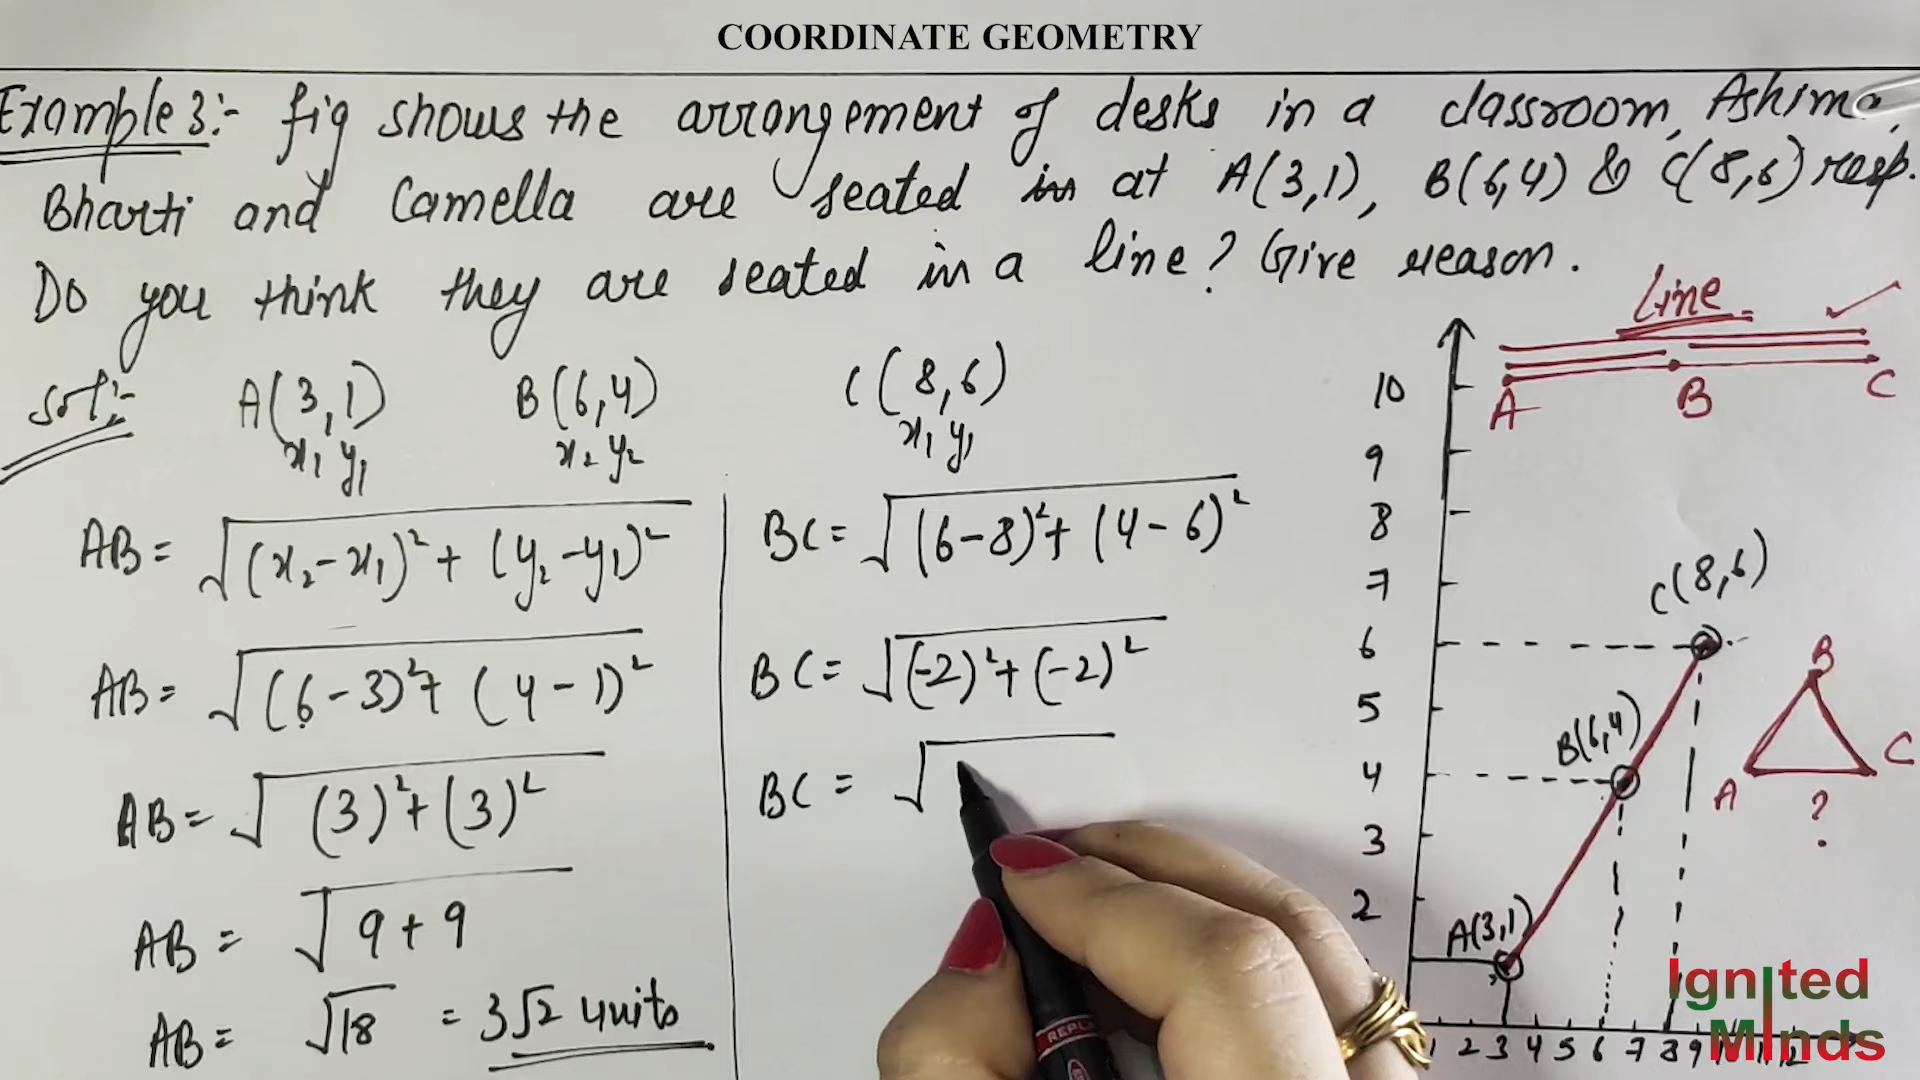 COORDINATE GEOMETRY
Example 3:- fig shows the arrangement of desks in a classroom, Ashima,
Bharti and Camella are seated in at A(3,1), B(6,4) & C(8,6) resp.
Do you think they are seated in a line? Give reason.
Line ✓
A B C
Sol:-
A(3,1) B(6,4) C(8,6)
x₁ y₁ x₂ y₂ x₁ y₁
AB = √(x₂-x₁)²+(y₂-y₁)²
AB = √(6-3)²+(4-1)²
AB = √(3)²+(3)²
AB = √9+9
AB = √18 = 3√2 units
BC = √(6-8)²+(4-6)²
BC = √(-2)²+(-2)²
BC = √
10
9
8
7
6
5
4
3
2
C(8,6)
B(6,4)
A(3,1)
B
A C
?
1 2 3 4 5 6 7 8 9 10 11 12
Ignited
Minds
REPL